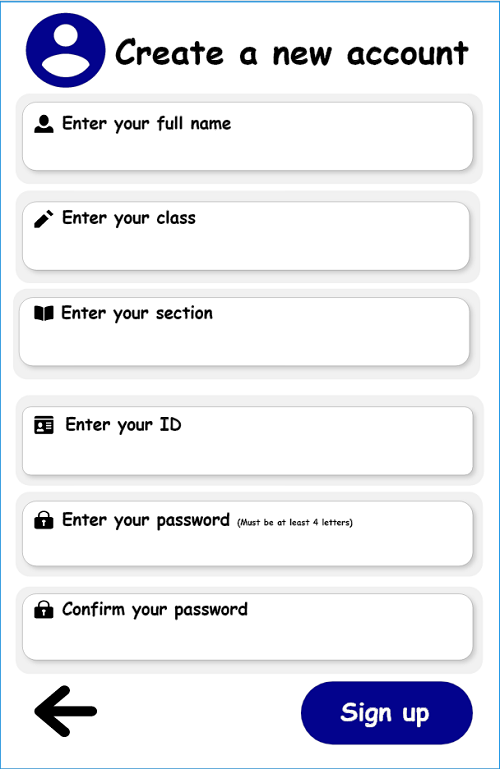 Create a new account
Enter your full name
Enter your class
Enter your section
Enter your ID
Enter your password (Must be at least 4 letters)
Confirm your password
Sign up